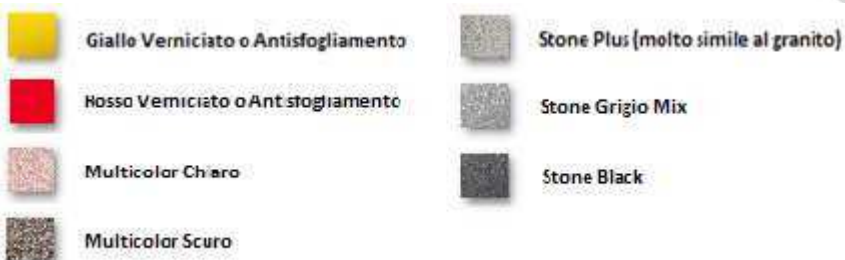 Giallo Verniciato o Antisfogliamento
Rosso Verniciato o Antisfogliamento
Multicolor Chiaro
Multicolor Scuro
Stone Plus (molto simile al granito)
Stone Grigio Mix
Stone Black